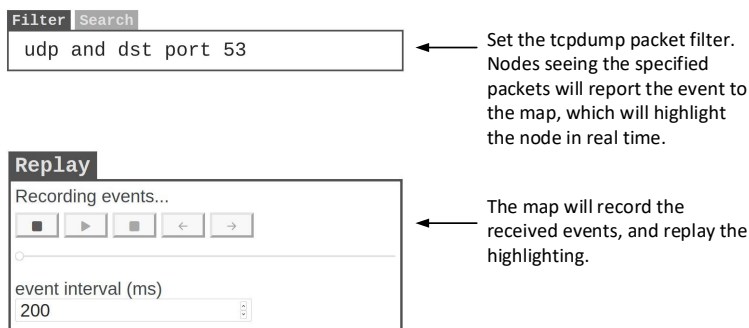 Filter Search
udp and dst port 53
Set the tcpdump packet filter.
Nodes seeing the specified
packets will report the event to
the map, which will highlight
the node in real time.
Replay
Recording events...
event interval (ms)
200
The map will record the
received events, and replay the
highlighting.